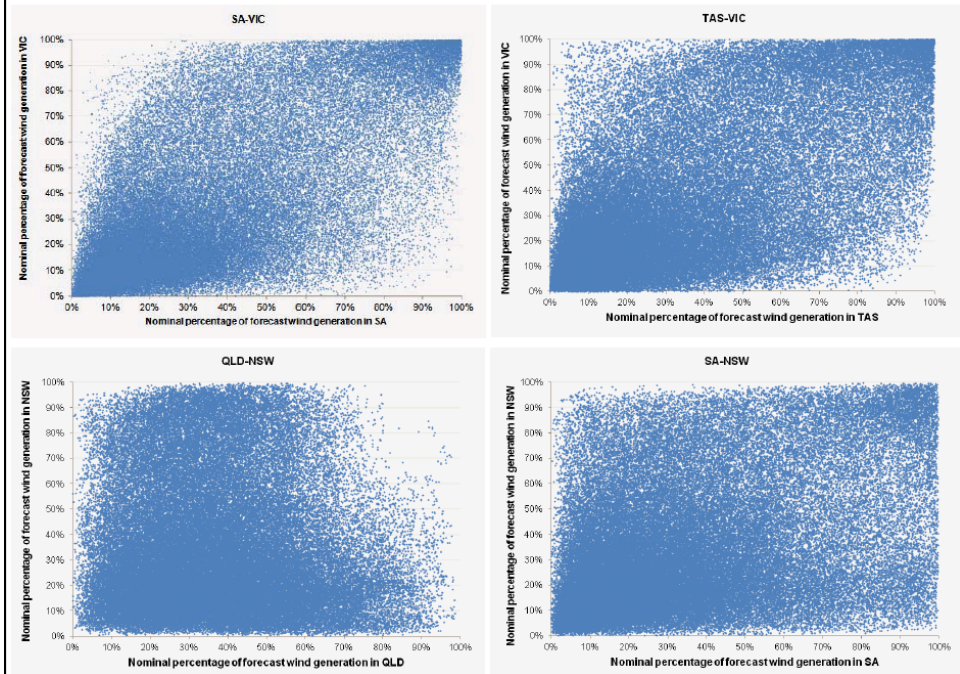 SA-VIC
Nominal percentage of forecast wind generation in VIC
100%
90%
80%
70%
60%
50%
40%
30%
20%
10%
0%
0% 10% 20% 30% 40% 50% 60% 70% 80% 90% 100%
Nominal percentage of forecast wind generation in SA
TAS-VIC
Nominal percentage of forecast wind generation in VIC
100%
90%
80%
70%
60%
50%
40%
30%
20%
10%
0%
0% 10% 20% 30% 40% 50% 60% 70% 80% 90% 100%
Nominal percentage of forecast wind generation in TAS
QLD-NSW
Nominal percentage of forecast wind generation in NSW
100%
90%
80%
70%
60%
50%
40%
30%
20%
10%
0%
0% 10% 20% 30% 40% 50% 60% 70% 80% 90% 100%
Nominal percentage of forecast wind generation in QLD
SA-NSW
Nominal percentage of forecast wind generation in NSW
100%
90%
80%
70%
60%
50%
40%
30%
20%
10%
0%
0% 10% 20% 30% 40% 50% 60% 70% 80% 90% 100%
Nominal percentage of forecast wind generation in SA